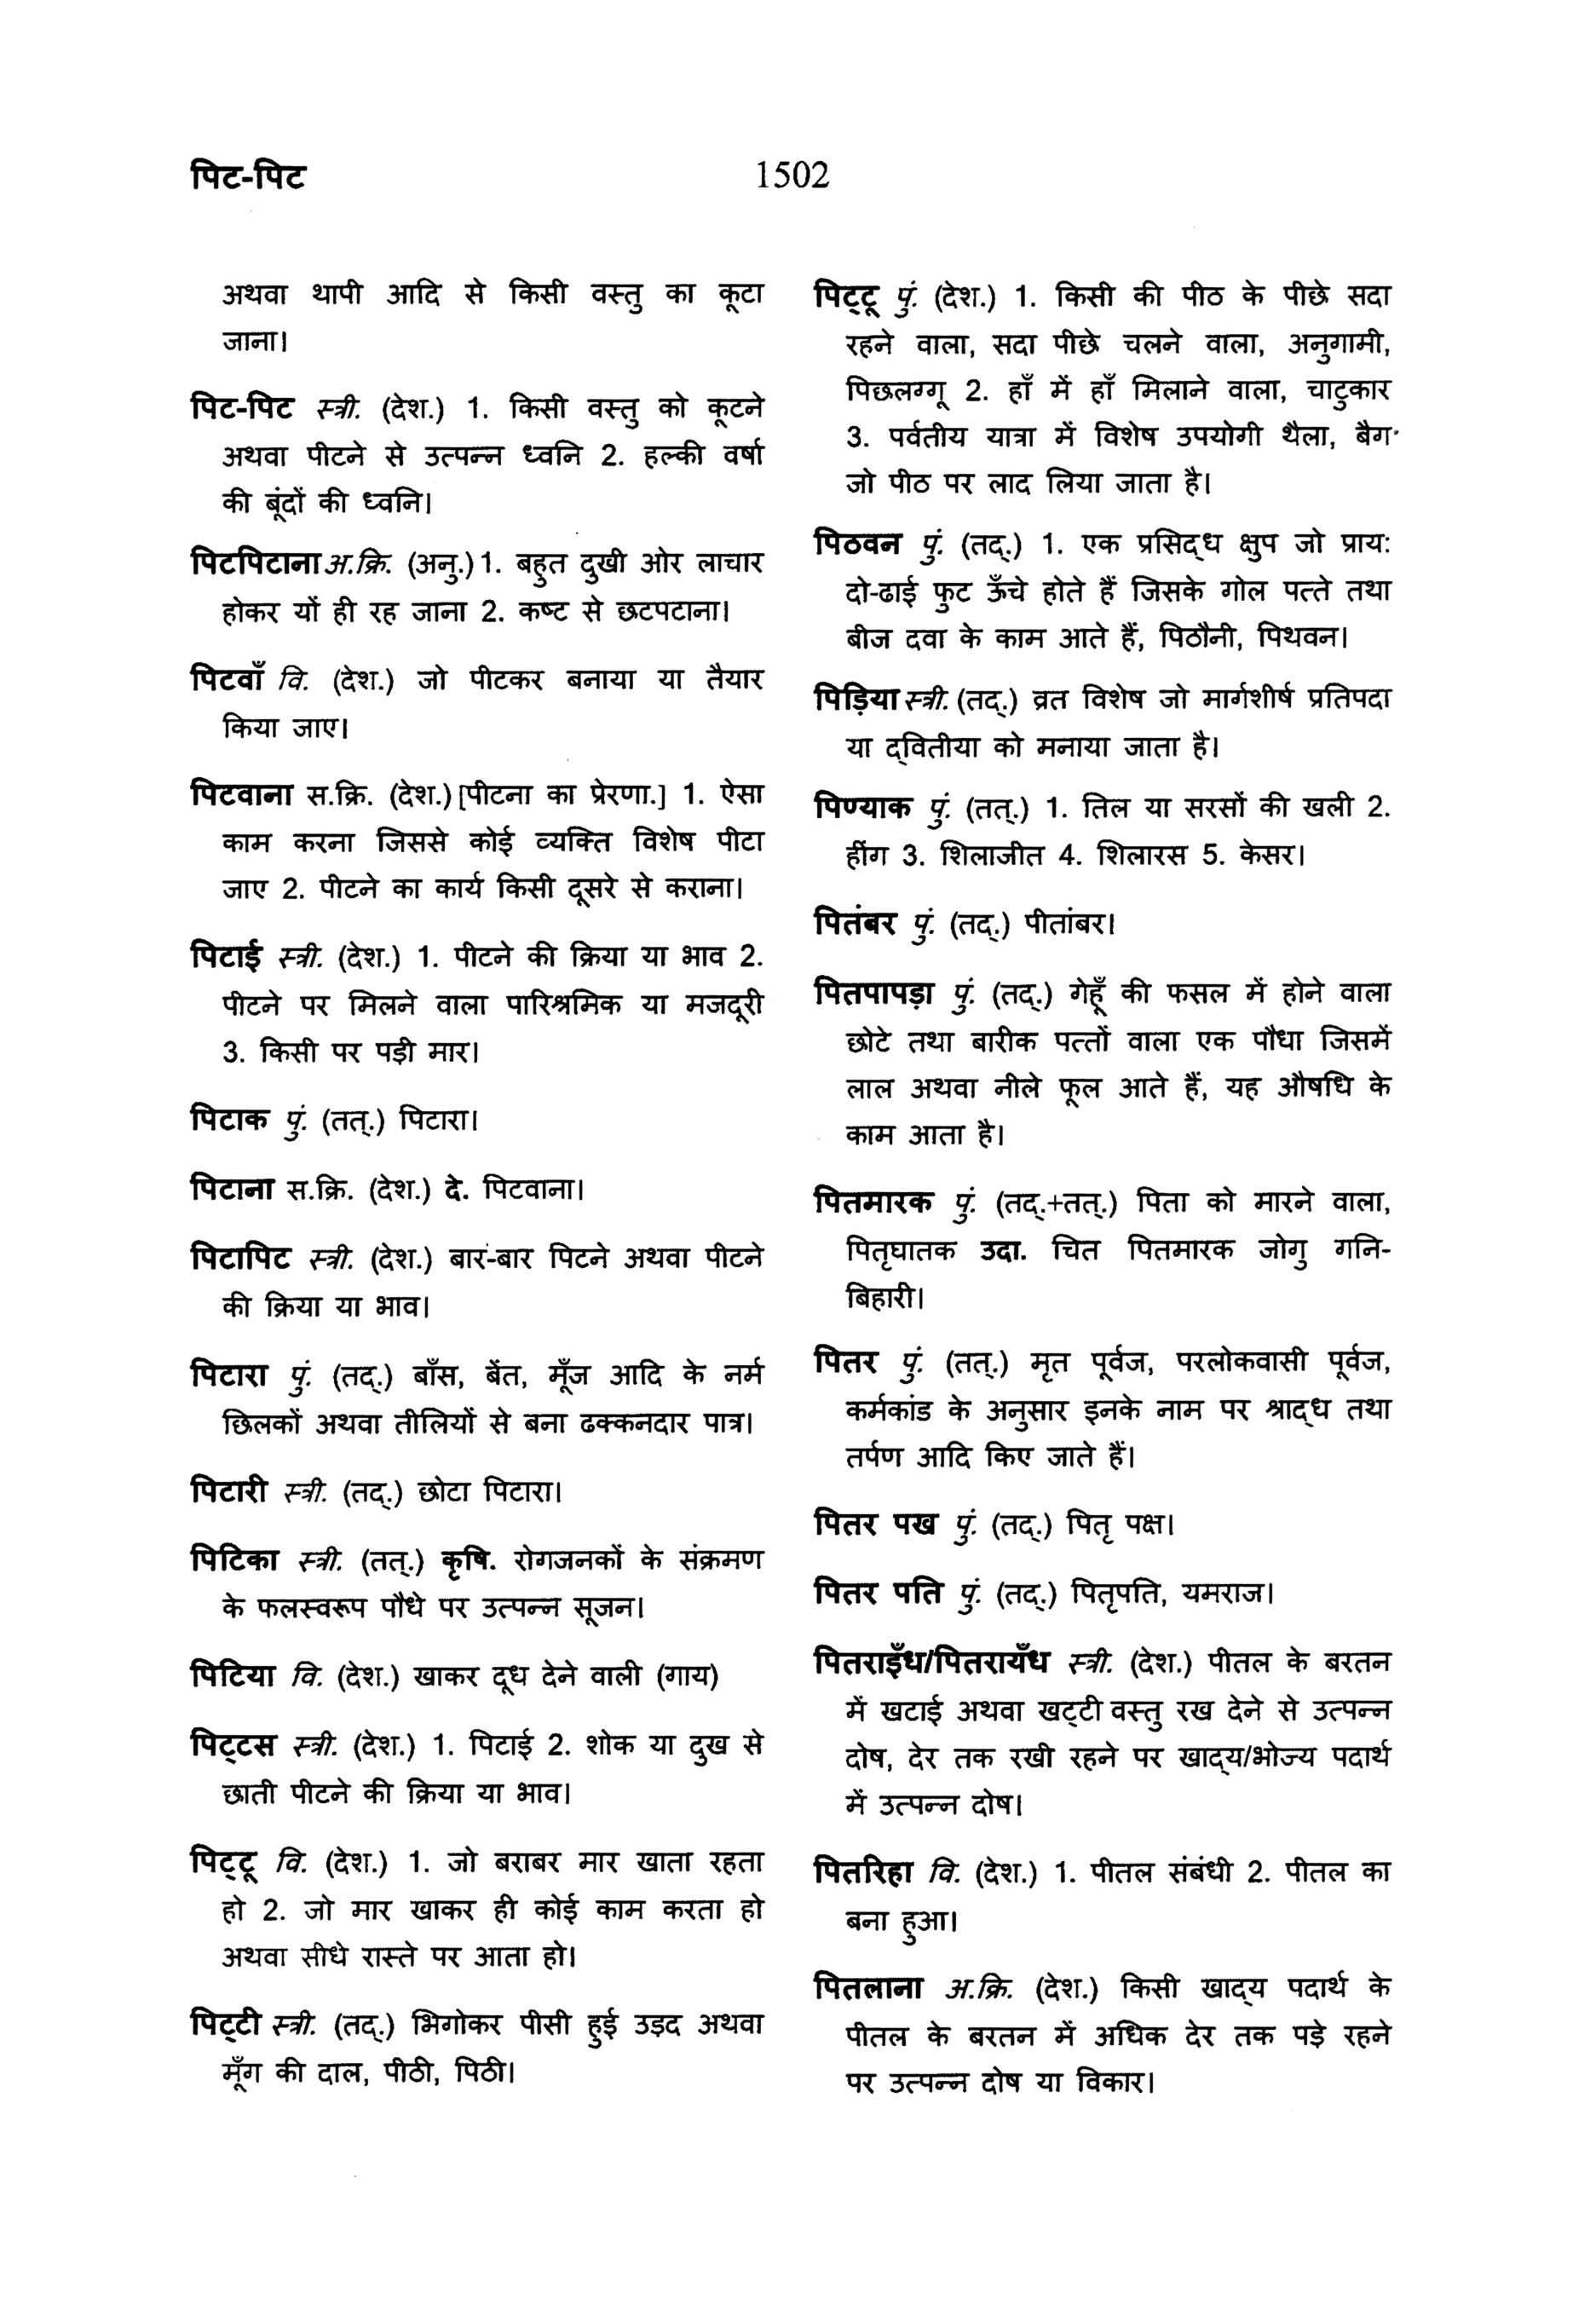 पिट-पिट
1502
अथवा थापी आदि से किसी वस्तु का कूटा
जाना।
पिट-पिट स्त्री. (देश.) 1. किसी वस्तु को कूटने
अथवा पीटने से उत्पन्न ध्वनि 2. हल्की वर्षा
की बूंदों की ध्वनि।
पिटपिटाना अ.क्रि. (अनु.) 1. बहुत दुखी ओर लाचार
होकर यों ही रह जाना 2. कष्ट से छटपटाना।
पिटवाँ वि. (देश.) जो पीटकर बनाया या तैयार
किया जाए।
पिटवाना स.क्रि. (देश.) [पीटना का प्रेरणा.] 1. ऐसा
काम करना जिससे कोई व्यक्ति विशेष पीटा
जाए 2. पीटने का कार्य किसी दूसरे से कराना।
पिटाई स्त्री. (देश.) 1. पीटने की क्रिया या भाव 2.
पीटने पर मिलने वाला पारिश्रमिक या मजदूरी
3. किसी पर पड़ी मार।
पिटाक पुं. (तत्.) पिटारा।
पिटाना स.क्रि. (देश.) दे. पिटवाना।
पिटापिट स्त्री. (देश.) बार-बार पिटने अथवा पीटने
की क्रिया या भाव।
पिटारा पुं. (तद्.) बाँस, बेंत, मूँज आदि के नर्म
छिलकों अथवा तीलियों से बना ढक्कनदार पात्र।
पिटारी स्त्री. (तद्.) छोटा पिटारा।
पिटिका स्त्री. (तत्.) कृषि. रोगजनकों के संक्रमण
के फलस्वरूप पौधे पर उत्पन्न सूजन।
पिटिया वि. (देश.) खाकर दूध देने वाली (गाय)
पिट्टस स्त्री. (देश.) 1. पिटाई 2. शोक या दुख से
छाती पीटने की क्रिया या भाव।
पिट्टू वि. (देश.) 1. जो बराबर मार खाता रहता
हो 2. जो मार खाकर ही कोई काम करता हो
अथवा सीधे रास्ते पर आता हो।
पिट्टी स्त्री. (तद्.) भिगोकर पीसी हुई उड़द अथवा
मूँग की दाल, पीठी, पिठी।
पिट्टू पुं. (देश.) 1. किसी की पीठ के पीछे सदा
रहने वाला, सदा पीछे चलने वाला, अनुगामी,
पिछलग्गू 2. हाँ में हाँ मिलाने वाला, चाटुकार
3. पर्वतीय यात्रा में विशेष उपयोगी थैला, बैग
जो पीठ पर लाद लिया जाता है।
पिठवन पुं. (तद्.) 1. एक प्रसिद्ध क्षुप जो प्राय:
दो-ढाई फुट ऊँचे होते हैं जिसके गोल पत्ते तथा
बीज दवा के काम आते हैं, पिठौनी, पिथवन।
पिड़िया स्त्री. (तद्.) व्रत विशेष जो मार्गशीर्ष प्रतिपदा
या द्वितीया को मनाया जाता है।
पिण्याक पुं. (तत्.) 1. तिल या सरसों की खली 2.
हींग 3. शिलाजीत 4. शिलारस 5. केसर।
पितंबर पुं. (तद्.) पीतांबर।
पितपापड़ा पुं. (तद्.) गेहूँ की फसल में होने वाला
छोटे तथा बारीक पत्तों वाला एक पौधा जिसमें
लाल अथवा नीले फूल आते हैं, यह औषधि के
काम आता है।
पितमारक पुं. (तद्.+तत्.) पिता को मारने वाला,
पितृघातक उदा. चित पितमारक जोगु गनि-
बिहारी।
पितर पुं. (तत्.) मृत पूर्वज, परलोकवासी पूर्वज,
कर्मकांड के अनुसार इनके नाम पर श्राद्ध तथा
तर्पण आदि किए जाते हैं।
पितर पख पुं. (तद्.) पितृ पक्ष।
पितर पति पुं. (तद्.) पितृपति, यमराज।
पितराइँध/पितरायँध स्त्री. (देश.) पीतल के बरतन
में खटाई अथवा खट्टी वस्तु रख देने से उत्पन्न
दोष, देर तक रखी रहने पर खाद्य/भोज्य पदार्थ
में उत्पन्न दोष।
पितरिहा वि. (देश.) 1. पीतल संबंधी 2. पीतल का
बना हुआ।
पितलाना अ.क्रि. (देश.) किसी खाद्य पदार्थ के
पीतल के बरतन में अधिक देर तक पड़े रहने
पर उत्पन्न दोष या विकार।